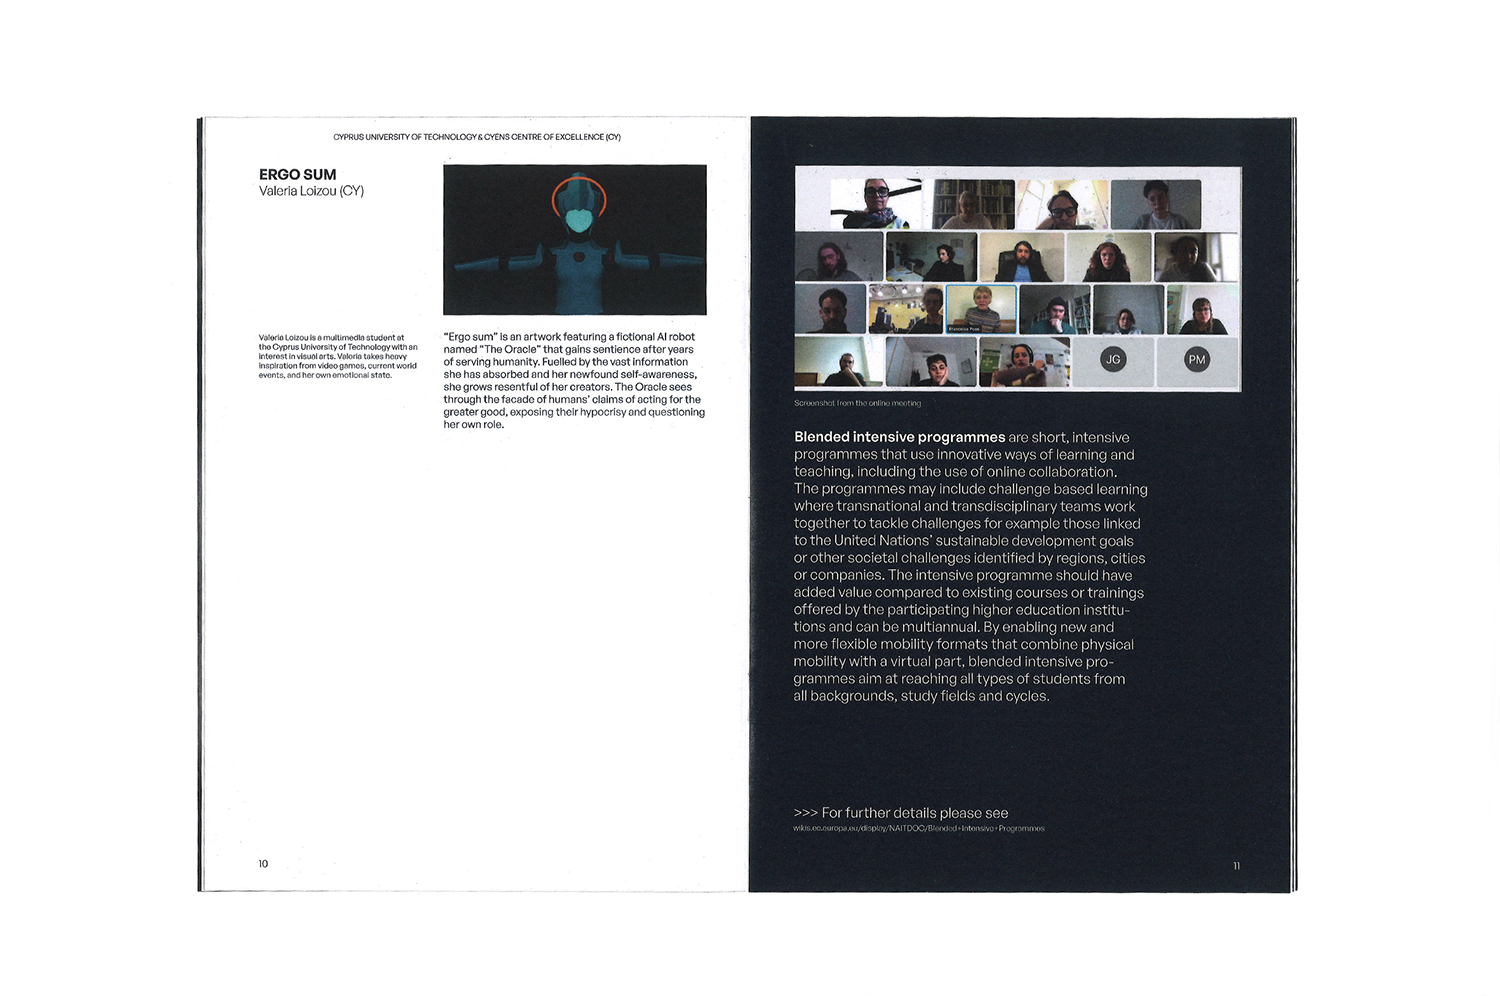 CYPRUS UNIVERSITY OF TECHNOLOGY & CYENS CENTRE OF EXCELLENCE (CY)
ERGO SUM
Valeria Loizou (CY)
Valeria Loizou is a multimedia student at
the Cyprus University of Technology with an
interest in visual arts. Valeria takes heavy
inspiration from video games, current world
events, and her own emotional state.
“Ergo sum” is an artwork featuring a fictional AI robot
named “The Oracle” that gains sentience after years
of serving humanity. Fuelled by the vast information
she has absorbed and her newfound self-awareness,
she grows resentful of her creators. The Oracle sees
through the facade of humans’ claims of acting for the
greater good, exposing their hypocrisy and questioning
her own role.
10
JG
PM
Screenshot from the online meeting
Blended intensive programmes are short, intensive
programmes that use innovative ways of learning and
teaching, including the use of online collaboration.
The programmes may include challenge based learning
where transnational and transdisciplinary teams work
together to tackle challenges for example those linked
to the United Nations’ sustainable development goals
or other societal challenges identified by regions, cities
or companies. The intensive programme should have
added value compared to existing courses or trainings
offered by the participating higher education institu-
tions and can be multiannual. By enabling new and
more flexible mobility formats that combine physical
mobility with a virtual part, blended intensive pro-
grammes aim at reaching all types of students from
all backgrounds, study fields and cycles.
>>> For further details please see
wikis.ec.europa.eu/display/NAITDOC/Blended+Intensive+Programmes
11